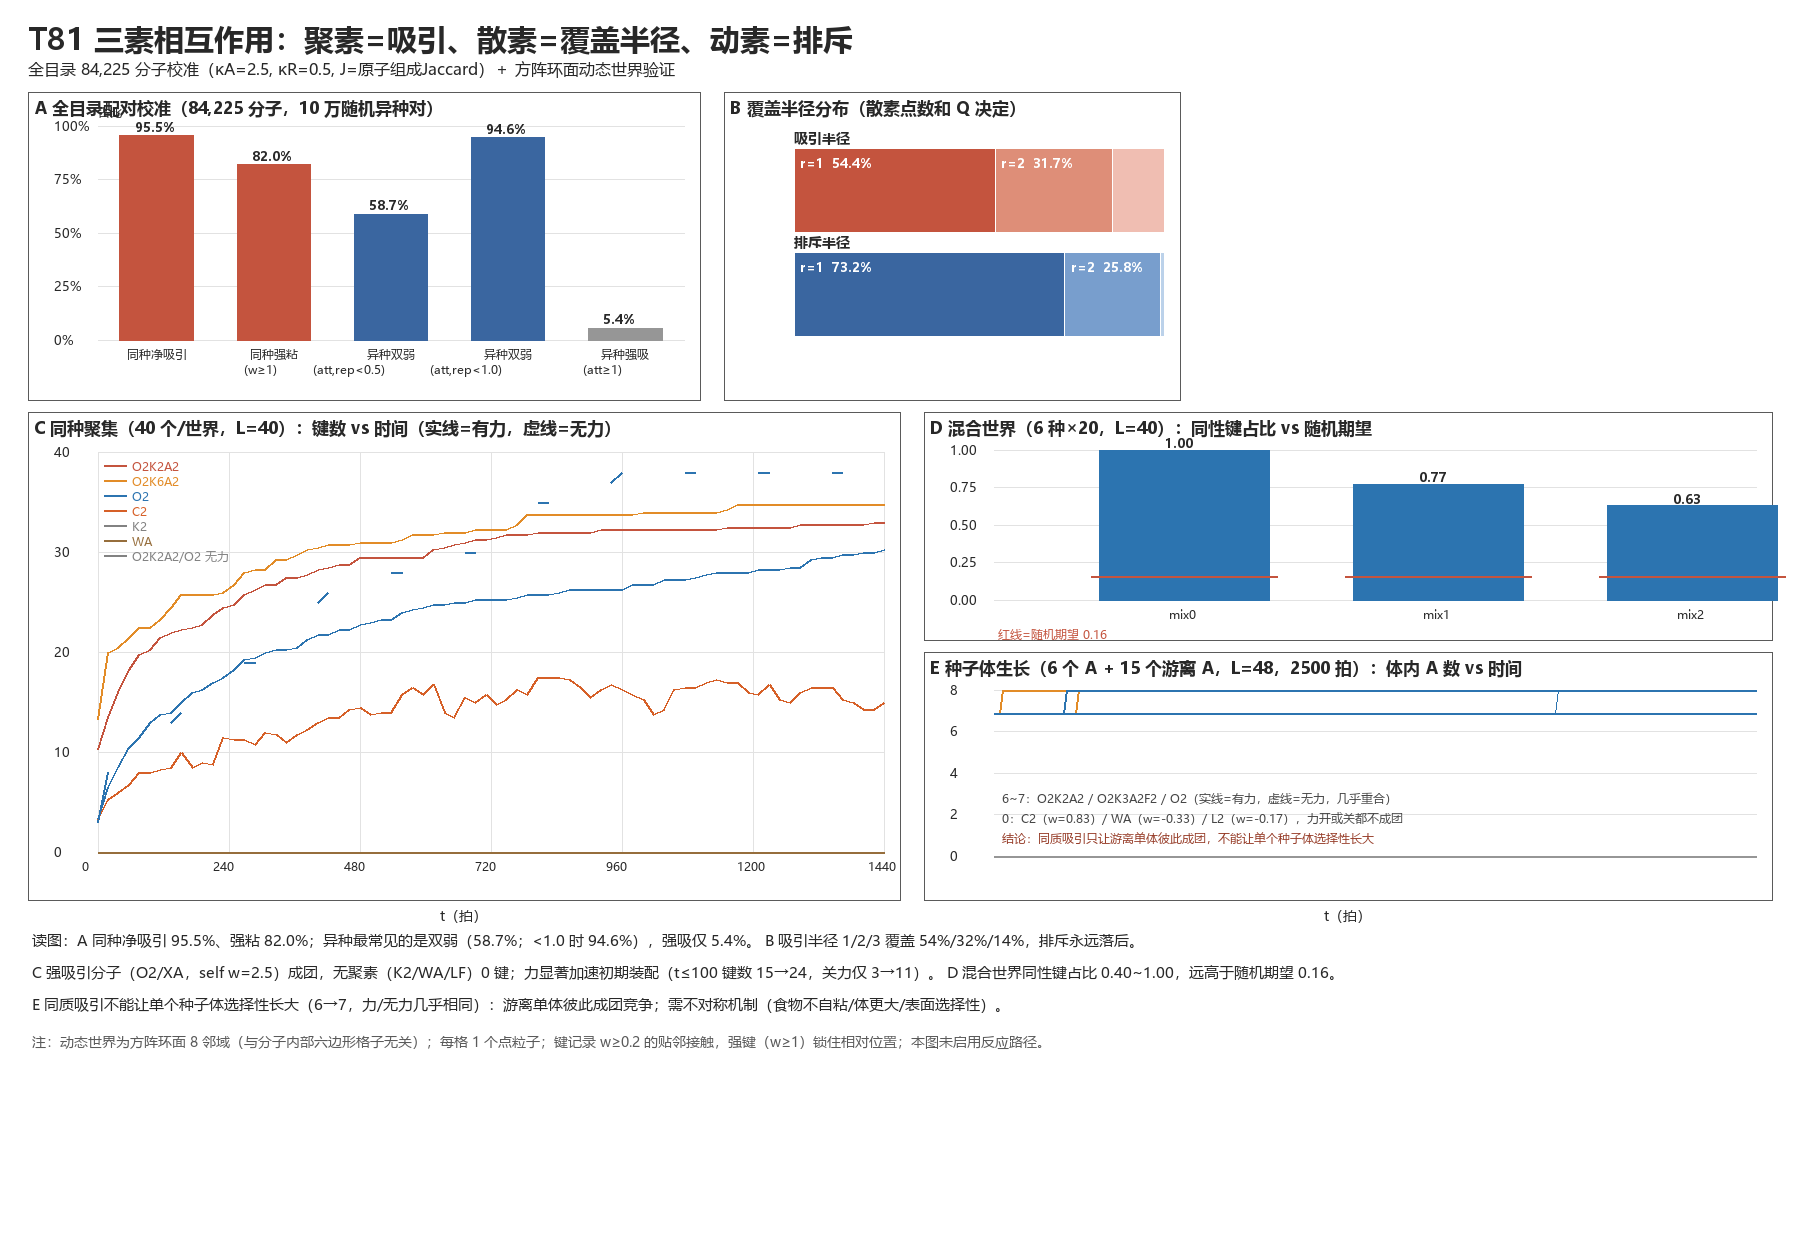 T81 三素相互作用：聚素=吸引、散素=覆盖半径、动素=排斥
全目录 84,225 分子校准（κA=2.5, κR=0.5, J=原子组成Jaccard）+ 方阵环面动态世界验证
A 全目录配对校准（84,225 分子，10 万随机异种对）
100%
75%
50%
25%
0%
95.5%
82.0%
58.7%
94.6%
5.4%
同种净吸引
同种强粘
(w≥1)
异种双弱
(att,rep<0.5)
异种双弱
(att,rep<1.0)
异种强吸
(att≥1)
B 覆盖半径分布（散素点数和 Q 决定）
吸引半径
r=1 54.4%
r=2 31.7%
排斥半径
r=1 73.2%
r=2 25.8%
C 同种聚集（40 个/世界，L=40）：键数 vs 时间（实线=有力，虚线=无力）
40
30
20
10
0
O2K2A2
O2K6A2
O2
C2
K2
WA
O2K2A2/O2 无力
0
240
480
720
960
1200
1440
t（拍）
D 混合世界（6 种×20，L=40）：同性键占比 vs 随机期望
1.00
0.75
0.50
0.25
0.00
1.00
0.77
0.63
mix0
mix1
mix2
红线=随机期望 0.16
E 种子体生长（6 个 A + 15 个游离 A，L=48，2500 拍）：体内 A 数 vs 时间
8
6
4
2
0
6~7：O2K2A2 / O2K3A2F2 / O2（实线=有力，虚线=无力，几乎重合）
0：C2（w=0.83）/ WA（w=-0.33）/ L2（w=-0.17），力开或关都不成团
结论：同质吸引只让游离单体彼此成团，不能让单个种子体选择性长大
t（拍）
读图：A 同种净吸引 95.5%、强粘 82.0%；异种最常见的是双弱（58.7%；<1.0 时 94.6%），强吸仅 5.4%。 B 吸引半径 1/2/3 覆盖 54%/32%/14%，排斥永远落后。
C 强吸引分子（O2/XA，self w=2.5）成团，无聚素（K2/WA/LF）0 键；力显著加速初期装配（t≤100 键数 15→24，关力仅 3→11）。 D 混合世界同性键占比 0.40~1.00，远高于随机期望 0.16。
E 同质吸引不能让单个种子体选择性长大（6→7，力/无力几乎相同）：游离单体彼此成团竞争；需不对称机制（食物不自粘/体更大/表面选择性）。
注：动态世界为方阵环面 8 邻域（与分子内部六边形格子无关）；每格 1 个点粒子；键记录 w≥0.2 的贴邻接触，强键（w≥1）锁住相对位置；本图未启用反应路径。